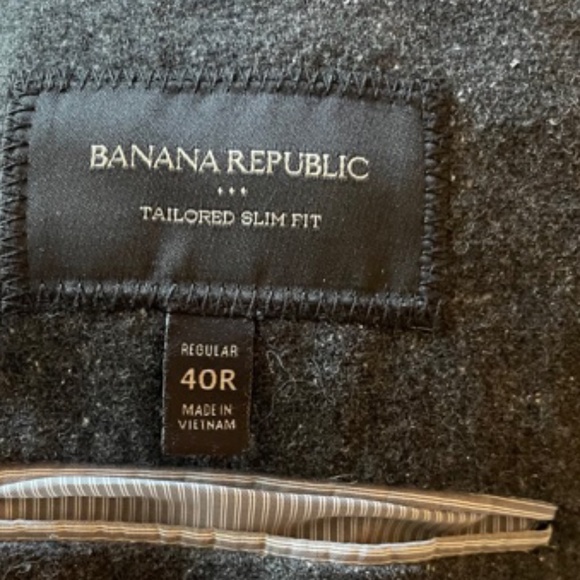 BANANA REPUBLIC
TAILORED SLIM FIT
REGULAR
40R
MADE IN
VIETNAM